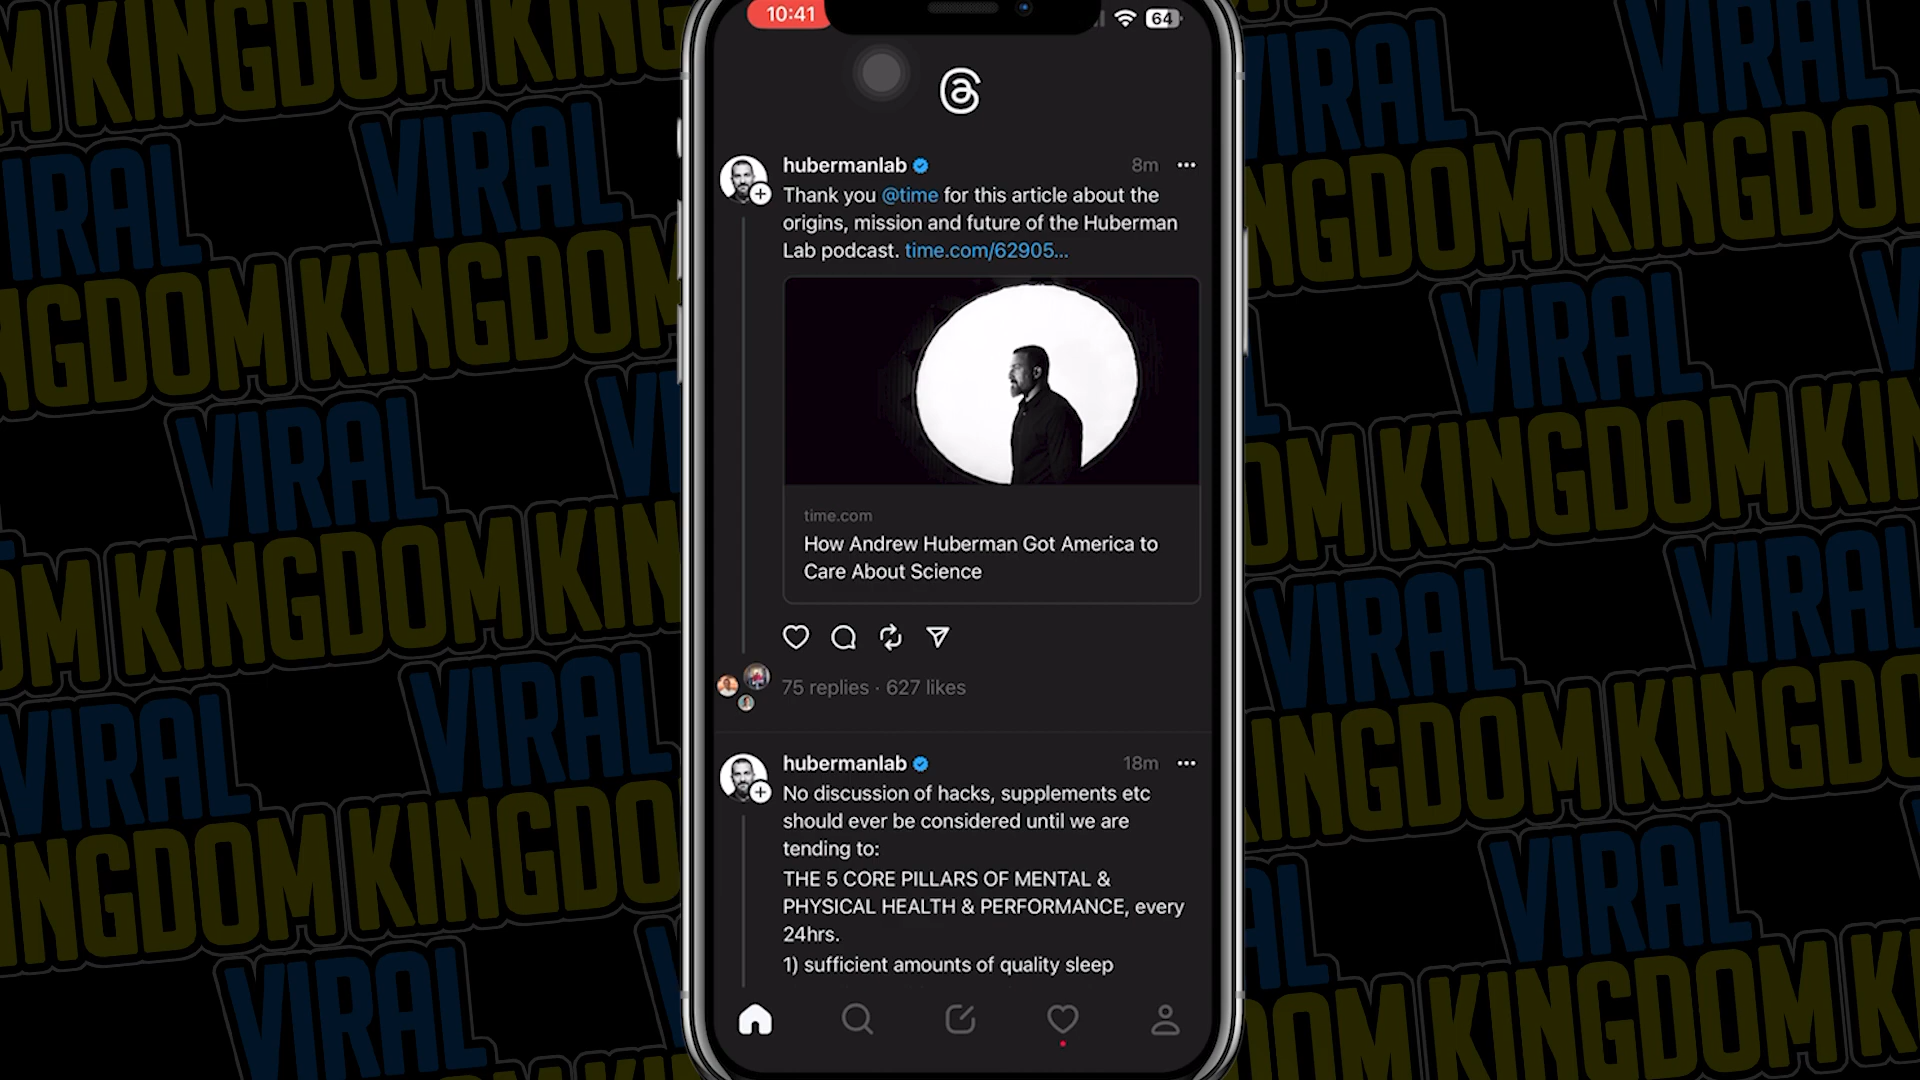 10:41
64
hubermanlab
8m
Thank you @time for this article about the
origins, mission and future of the Huberman
Lab podcast. time.com/62905...
time.com
How Andrew Huberman Got America to
Care About Science
75 replies · 627 likes
hubermanlab
18m
No discussion of hacks, supplements etc
should ever be considered until we are
tending to:
THE 5 CORE PILLARS OF MENTAL &
PHYSICAL HEALTH & PERFORMANCE, every
24hrs.
1) sufficient amounts of quality sleep
VIRAL
KINGDOM